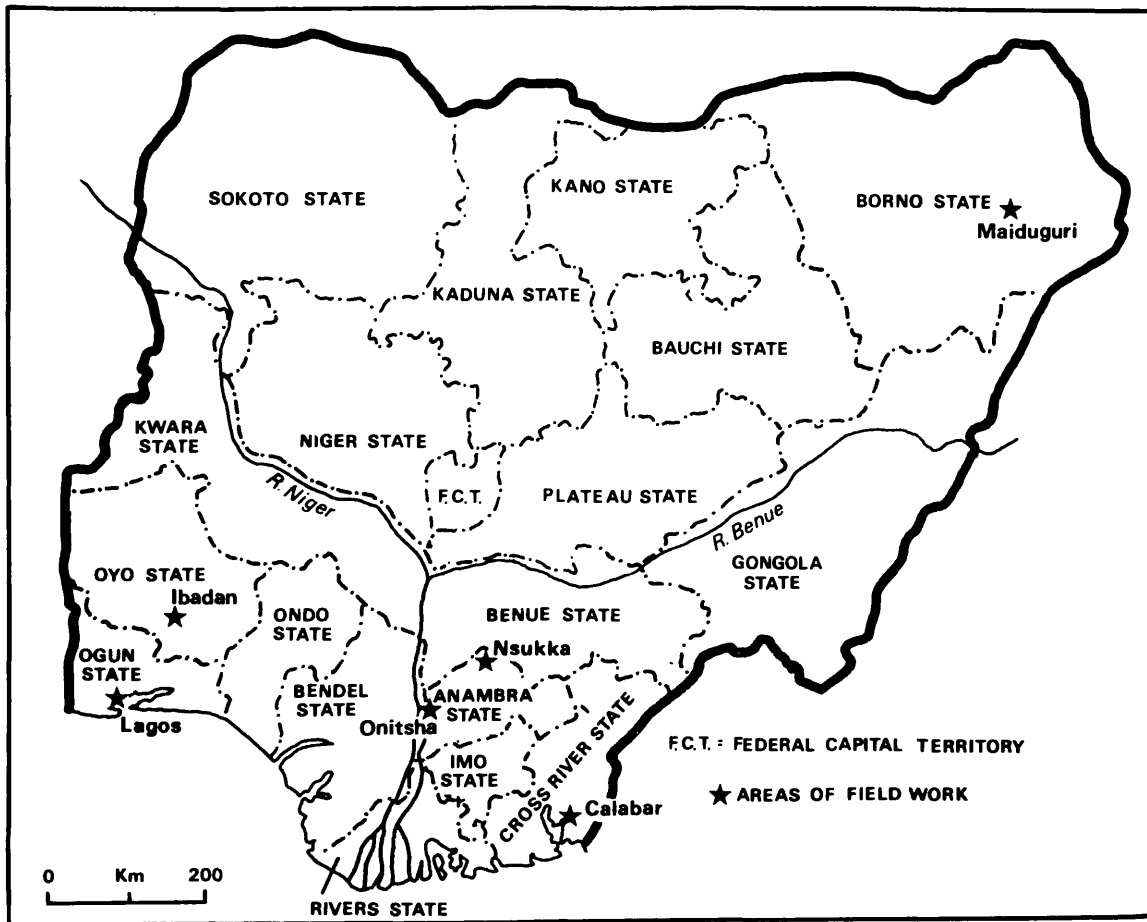 SOKOTO STATE
KANO STATE
BORNO STATE
Maiduguri
KADUNA STATE
BAUCHI STATE
KWARA
STATE
NIGER STATE
R. Niger
F.C.T.
PLATEAU STATE
R. Benue
GONGOLA
STATE
OYO STATE
Ibadan
ONDO
STATE
BENUE STATE
Nsukka
OGUN
STATE
Lagos
BENDEL
STATE
ANAMBRA
STATE
Onitsha
IMO
STATE
CROSS RIVER STATE
Calabar
F.C.T. = FEDERAL CAPITAL TERRITORY
AREAS OF FIELD WORK
0 Km 200
RIVERS STATE